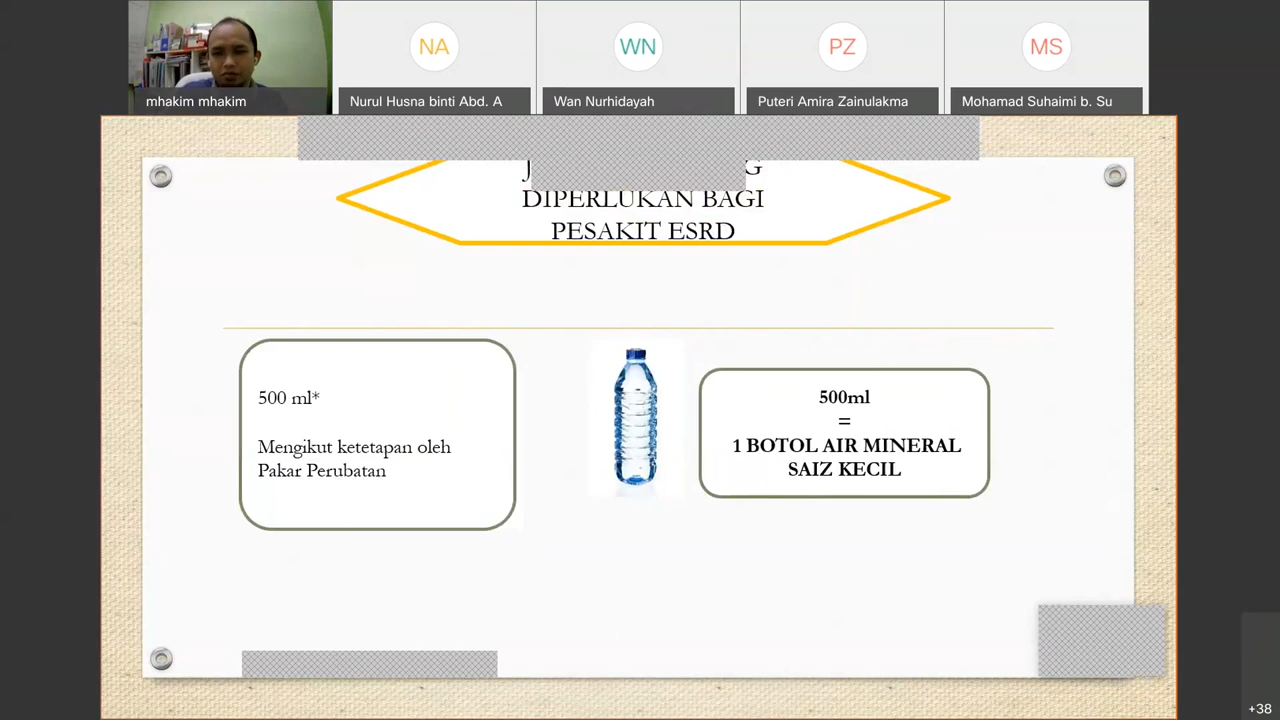 NA
WN
PZ
MS
mhakim mhakim
Nurul Husna binti Abd. A
Wan Nurhidayah
Puteri Amira Zainulakma
Mohamad Suhaimi b. Su
DIPERLUKAN BAGI
PESAKIT ESRD
500 ml*
Mengikut ketetapan oleh
Pakar Perubatan
500ml
=
1 BOTOL AIR MINERAL
SAIZ KECIL
+38